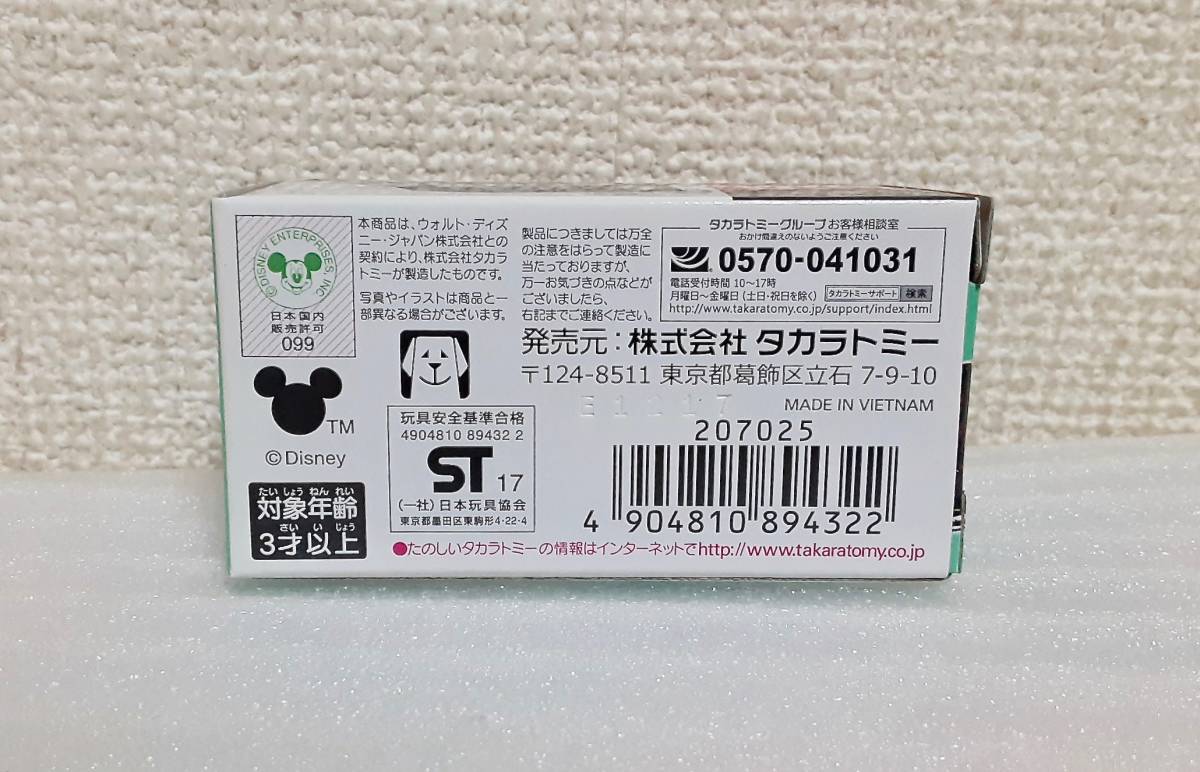 ©DISNEY ENTERPRISES, INC
日本国内
販売許可
099
TM
©Disney
たいしょうねんれい
対象年齢
さいいじょう
3才以上
本商品は、ウォルト・ディズ
ニー・ジャパン株式会社との
契約により、株式会社タカラ
トミーが製造したものです。
写真やイラストは商品と一
部異なる場合がございます。
玩具安全基準合格
4904810 89432 2
ST 17
(一社)日本玩具協会
東京都墨田区東駒形4-22-4
製品につきましては万全
の注意をはらって製造に
当たっておりますが、
万一お気づきの点などが
ございましたら、
右記までご連絡ください。
タカラトミーグループお客様相談室
おかけ間違えのないようご注意ください
0570-041031
電話受付時間 10〜17時
月曜日〜金曜日(土日・祝日を除く) タカラトミーサポート 検索
http://www.takaratomy.co.jp/support/index.html
発売元:株式会社 タカラトミー
〒124-8511 東京都葛飾区立石 7-9-10
MADE IN VIETNAM
207025
4 904810 894322
●たのしいタカラトミーの情報はインターネットでhttp://www.takaratomy.co.jp